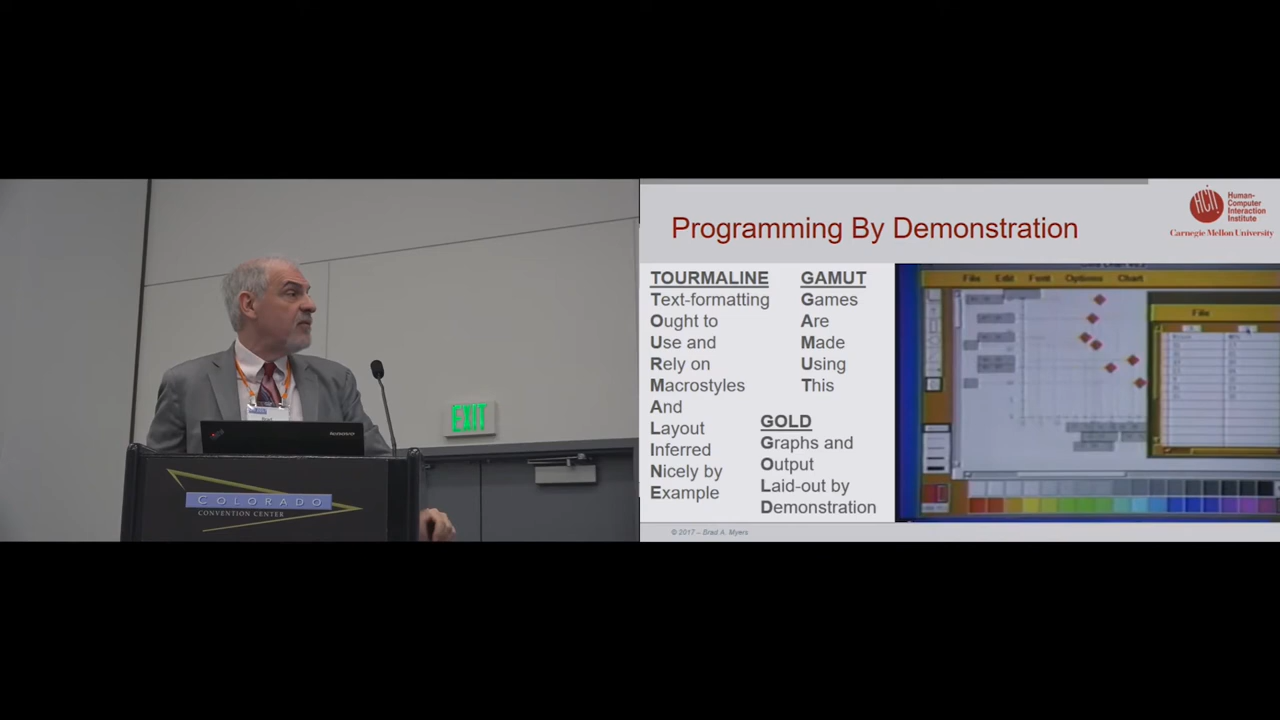 EXIT
lenovo
COLORADO
CONVENTION CENTER
Programming By Demonstration
HCII
Human-
Computer
Interaction
Institute
Carnegie Mellon University
TOURMALINE
Text-formatting
Ought to
Use and
Rely on
Macrostyles
And
Layout
Inferred
Nicely by
Example
GAMUT
Games
Are
Made
Using
This
GOLD
Graphs and
Output
Laid-out by
Demonstration
File Edit Font Options Chart
File
© 2017 – Brad A. Myers